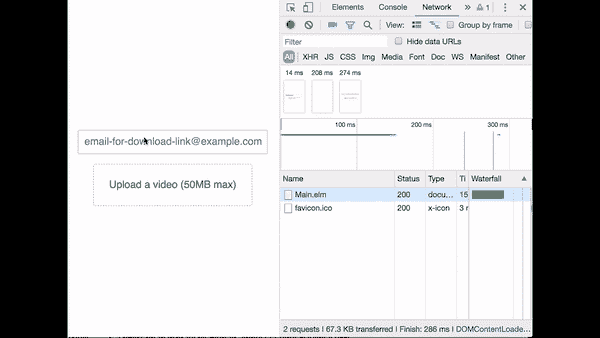 email-for-download-link@example.com
Upload a video (50MB max)
Elements Console Network » 1
View: Group by frame
Filter Hide data URLs
All XHR JS CSS Img Media Font Doc WS Manifest Other
14 ms 208 ms 274 ms
100 ms 200 ms 300 ms
Name Status Type Ti Waterfall
Main.elm 200 docu... 15
favicon.ico 200 x-icon 3
2 requests | 67.3 KB transferred | Finish: 286 ms | DOMContentLoade...